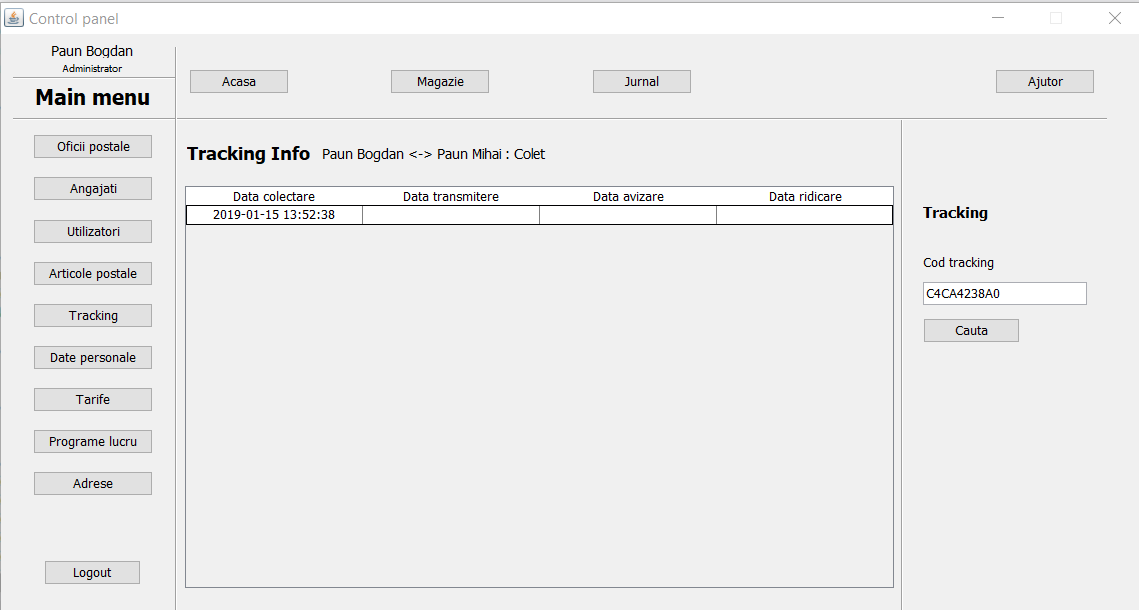 Control panel
Paun Bogdan
Administrator
Main menu
Acasa
Magazie
Jurnal
Ajutor
Oficii postale
Angajati
Utilizatori
Articole postale
Tracking
Date personale
Tarife
Programe lucru
Adrese
Logout
Tracking Info Paun Bogdan <-> Paun Mihai : Colet
Data colectare Data transmitere Data avizare Data ridicare
2019-01-15 13:52:38
Tracking
Cod tracking
C4CA4238A0
Cauta